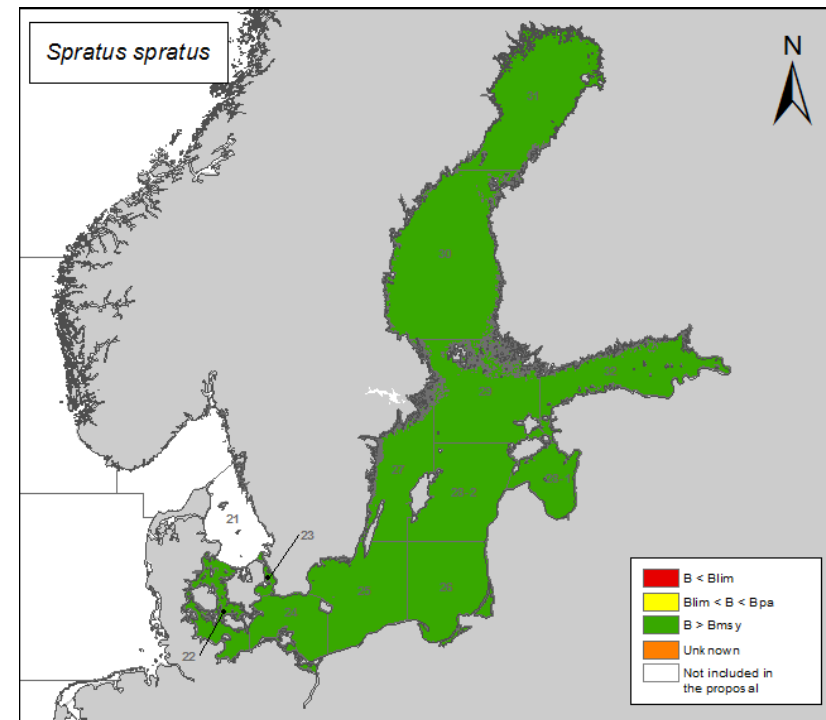 Spratus spratus
N
31
30
29
32
27
28-2
28-1
21
23
25
26
24
22
B < Blim
Blim < B < Bpa
B > Bmsy
Unknown
Not included in
the proposal